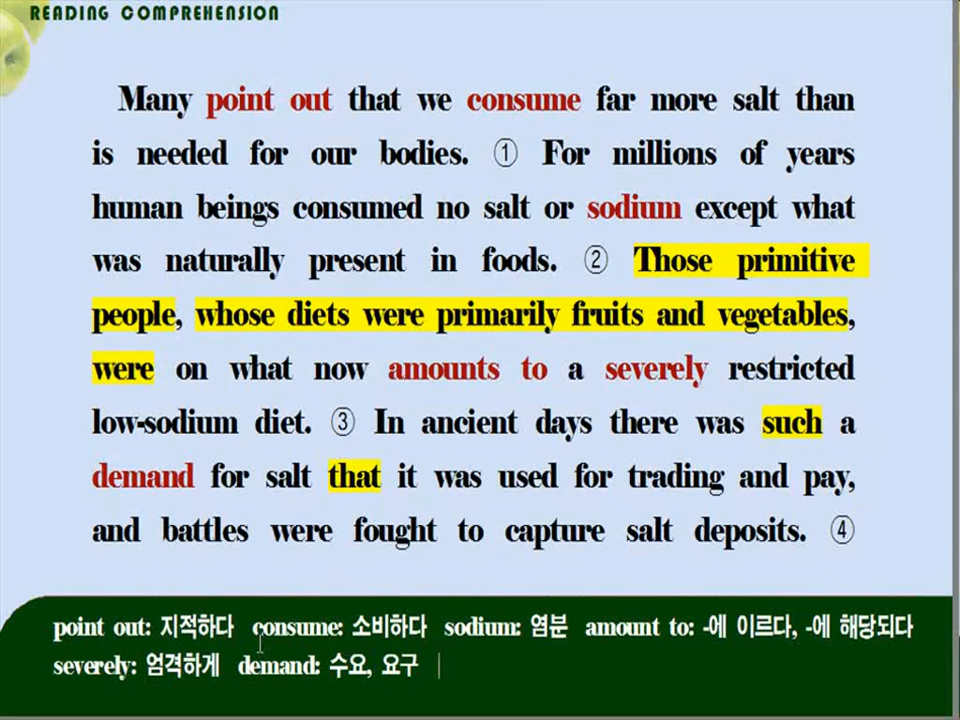 READING COMPREHENSION
Many point out that we consume far more salt than
is needed for our bodies. ① For millions of years
human beings consumed no salt or sodium except what
was naturally present in foods. ② Those primitive
people, whose diets were primarily fruits and vegetables,
were on what now amounts to a severely restricted
low-sodium diet. ③ In ancient days there was such a
demand for salt that it was used for trading and pay,
and battles were fought to capture salt deposits. ④
point out: 지적하다 consume: 소비하다 sodium: 염분 amount to: -에 이르다, -에 해당되다
severely: 엄격하게 demand: 수요, 요구